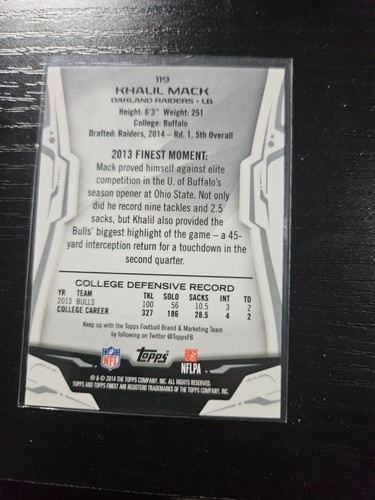 119
KHALIL MACK
OAKLAND RAIDERS • LB
Height: 6'3" Weight: 251
College: Buffalo
Drafted: Raiders, 2014 – Rd. 1, 5th Overall
2013 FINEST MOMENT:
Mack proved himself against elite
competition in the U. of Buffalo's
season opener at Ohio State. Not only
did he record nine tackles and 2.5
sacks, but Khalil also provided the
Bulls' biggest highlight of the game – a 45-
yard interception return for a touchdown in the
second quarter.
COLLEGE DEFENSIVE RECORD
YR TEAM TKL SOLO SACKS INT TD
2013 BULLS 100 56 10.5 3 2
COLLEGE CAREER 327 186 28.5 4 2
Keep up with the Topps Football Brand & Marketing Team
by following on Twitter @ToppsFB
NFL Topps NFLPA
® & © 2014 THE TOPPS COMPANY, INC. ALL RIGHTS RESERVED.
TOPPS AND TOPPS FINEST ARE REGISTERED TRADEMARKS OF THE TOPPS COMPANY, INC.